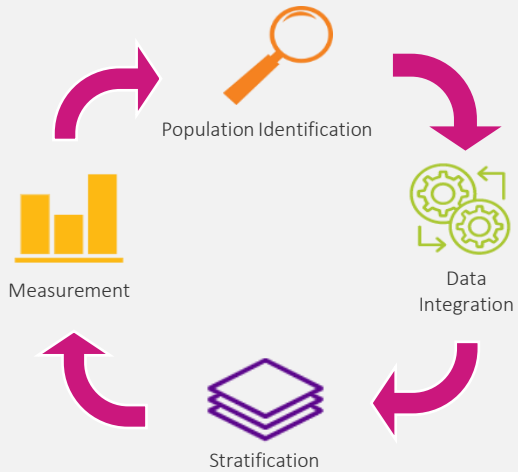 Population Identification
Data
Integration
Measurement
Stratification